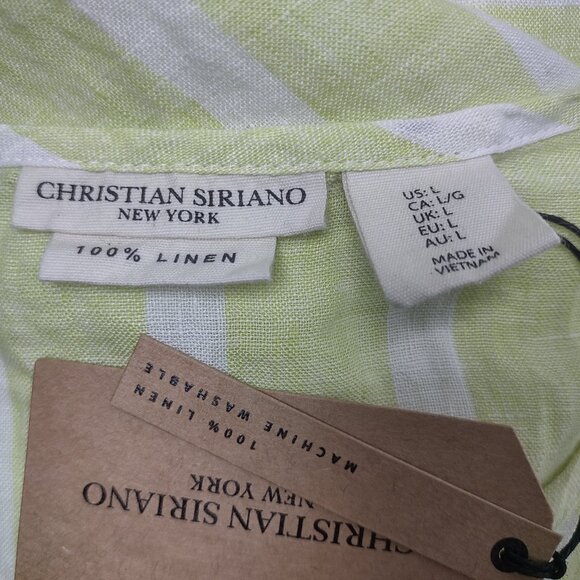 CHRISTIAN SIRIANO
NEW YORK
100% LINEN
US: L
CA: L/G
UK: L
EU: L
AU: L
MADE IN
VIETNAM
100% LINEN
MACHINE WASHABLE
CHRISTIAN SIRIANO
NEW YORK